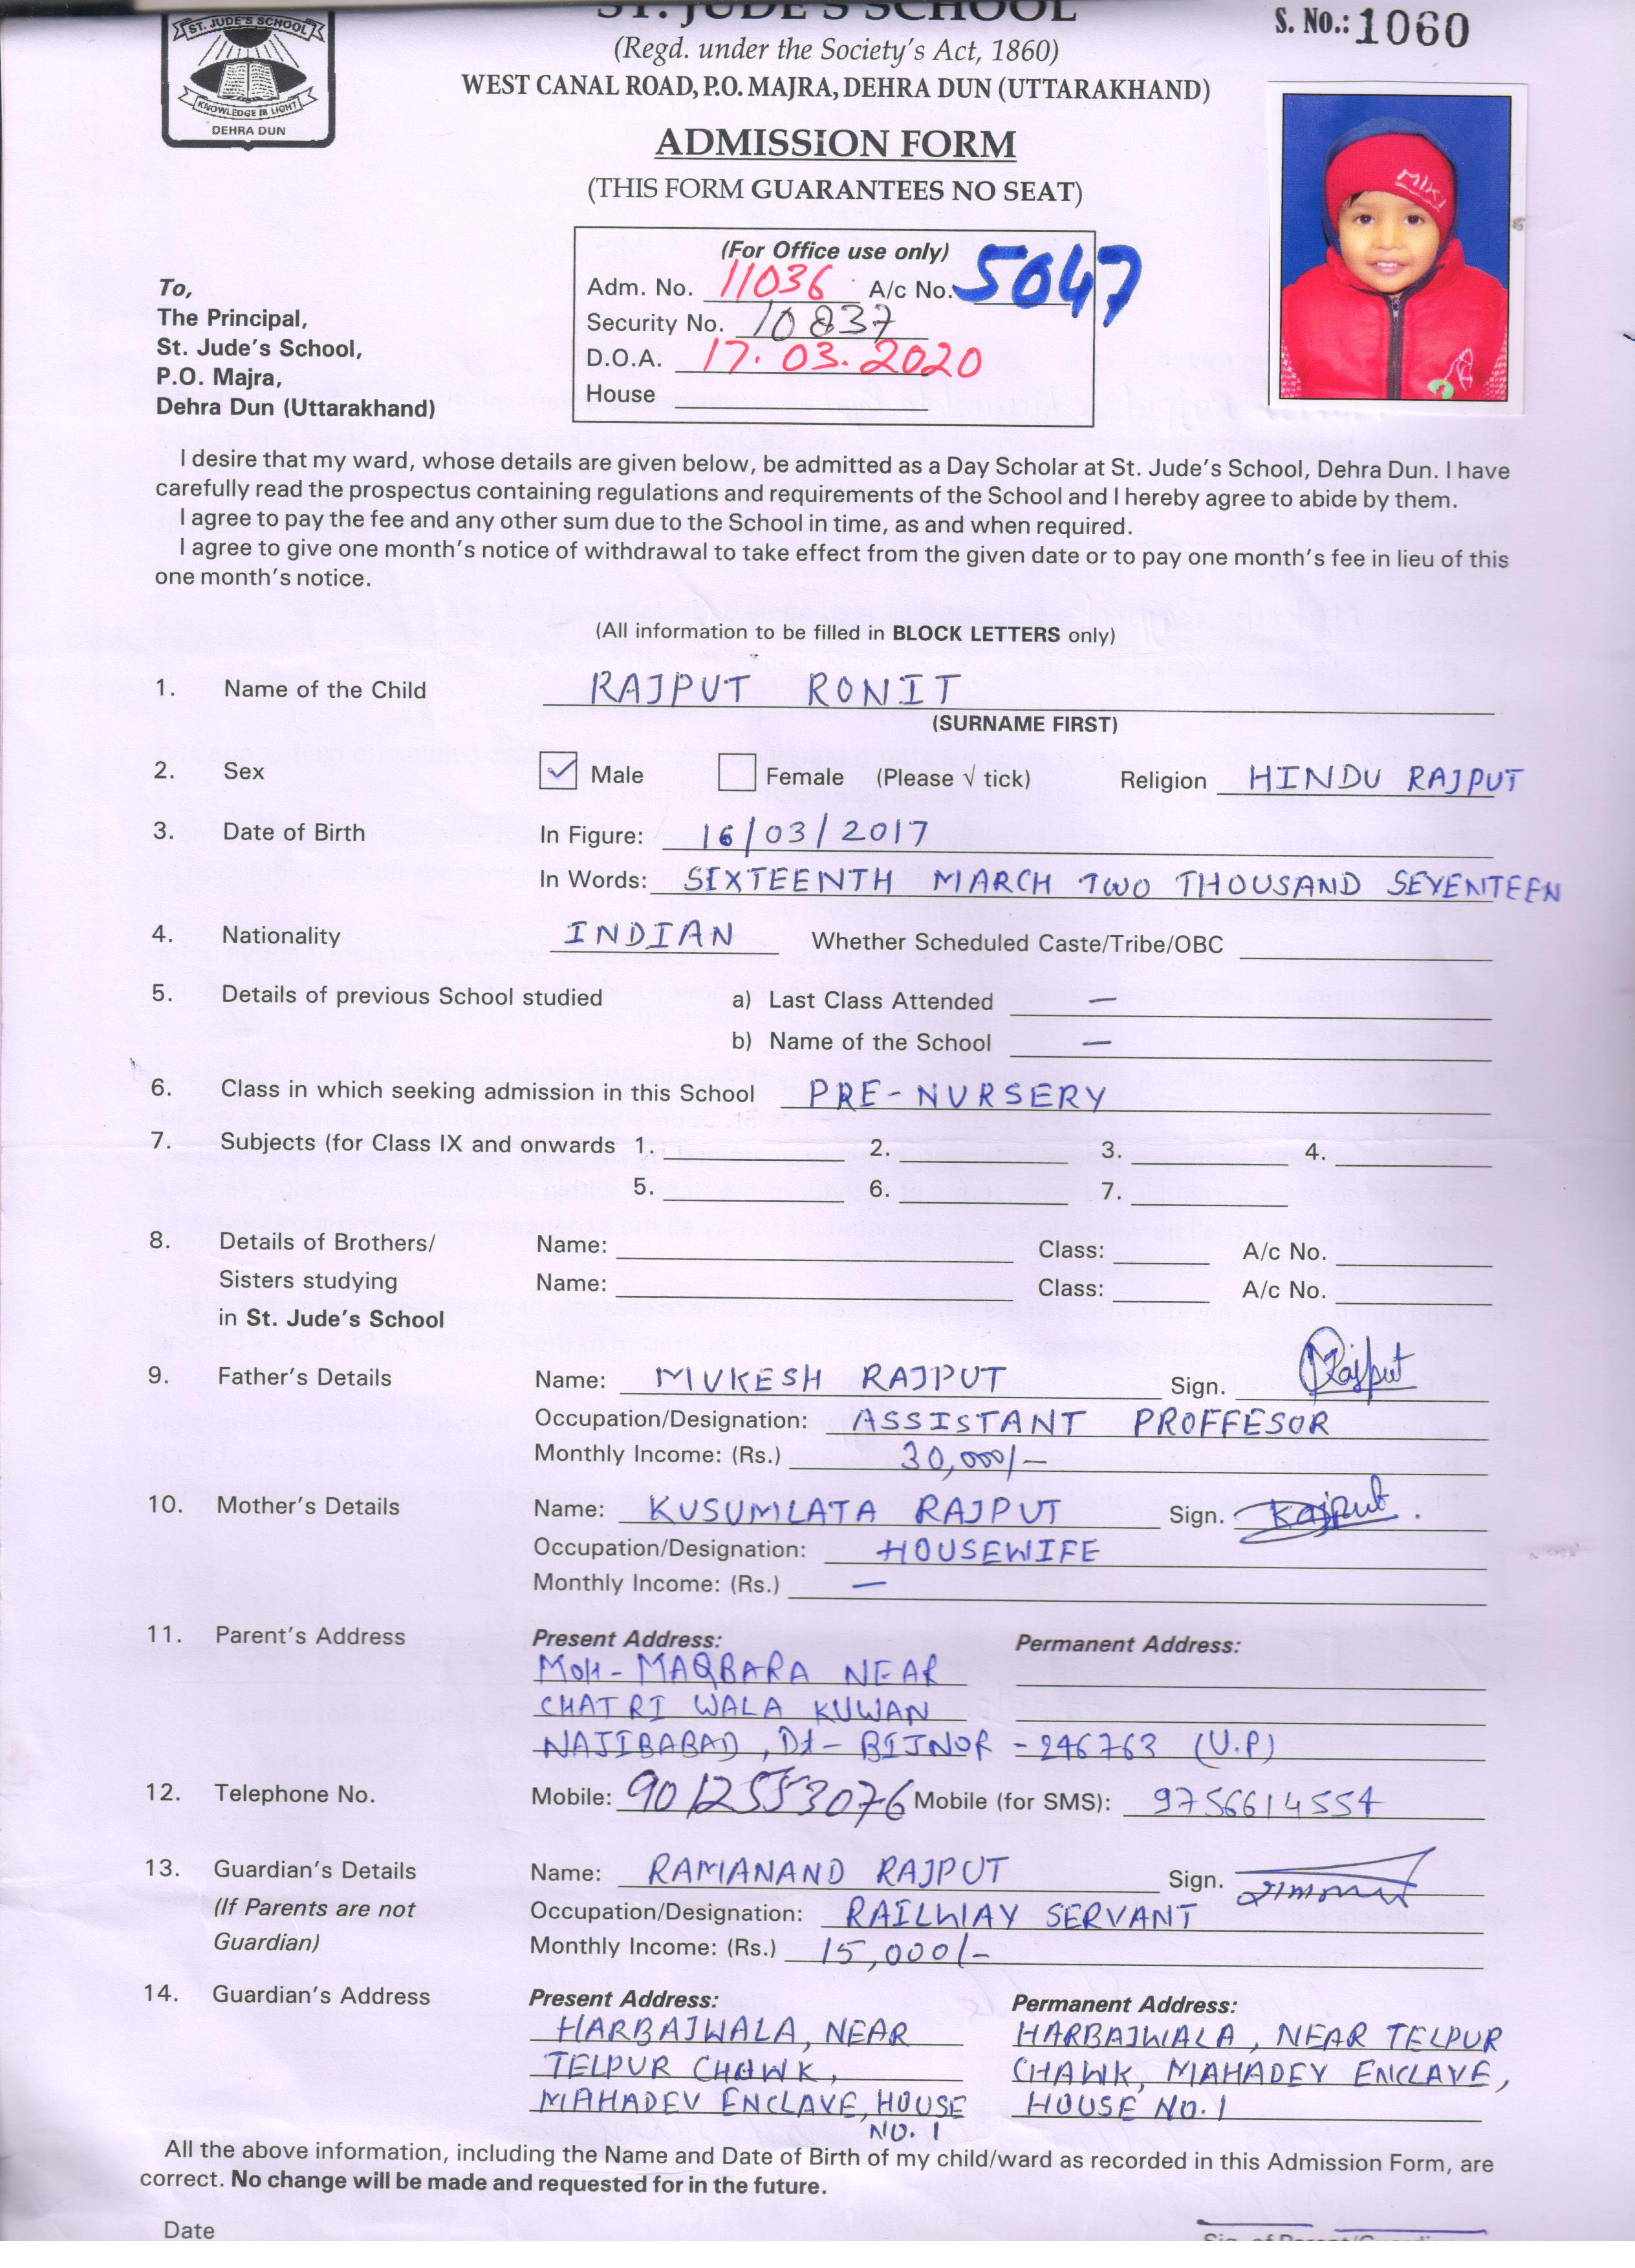 ST. JUDE'S SCHOOL
S. No.: 1060
ST. JUDE'S SCHOOL
KNOWLEDGE IS LIGHT
DEHRA DUN
(Regd. under the Society's Act, 1860)
WEST CANAL ROAD, P.O. MAJRA, DEHRA DUN (UTTARAKHAND)
ADMISSION FORM
(THIS FORM GUARANTEES NO SEAT)
MIKI
(For Office use only)
Adm. No. 11036 A/c No. 5047
Security No. 10837
D.O.A. 17.03.2020
House
To,
The Principal,
St. Jude's School,
P.O. Majra,
Dehra Dun (Uttarakhand)
I desire that my ward, whose details are given below, be admitted as a Day Scholar at St. Jude's School, Dehra Dun. I have
carefully read the prospectus containing regulations and requirements of the School and I hereby agree to abide by them.
I agree to pay the fee and any other sum due to the School in time, as and when required.
I agree to give one month's notice of withdrawal to take effect from the given date or to pay one month's fee in lieu of this
one month's notice.
(All information to be filled in BLOCK LETTERS only)
1. Name of the Child RAJPUT RONIT
(SURNAME FIRST)
2. Sex ✓ Male Female (Please √ tick) Religion HINDU RAJPUT
3. Date of Birth In Figure: 16/03/2017
In Words: SIXTEENTH MARCH TWO THOUSAND SEVENTEEN
4. Nationality INDIAN Whether Scheduled Caste/Tribe/OBC
5. Details of previous School studied a) Last Class Attended —
b) Name of the School —
6. Class in which seeking admission in this School PRE-NURSERY
7. Subjects (for Class IX and onwards 1. 2. 3. 4.
5. 6. 7.
8. Details of Brothers/ Name: Class: A/c No.
Sisters studying Name: Class: A/c No.
in St. Jude's School
9. Father's Details Name: MUKESH RAJPUT Sign. MRajput
Occupation/Designation: ASSISTANT PROFFESOR
Monthly Income: (Rs.) 30,000/-
10. Mother's Details Name: KUSUMLATA RAJPUT Sign. KRajput
Occupation/Designation: HOUSEWIFE
Monthly Income: (Rs.) —
11. Parent's Address Present Address: Permanent Address:
MOH- MAQBARA NEAR
CHATRI WALA KUWAN
NAJIBABAD, Dt- BIJNOR - 246763 (U.P)
12. Telephone No. Mobile: 9012553076 Mobile (for SMS): 9756614554
13. Guardian's Details Name: RAMANAND RAJPUT Sign.
(If Parents are not Occupation/Designation: RAILWAY SERVANT
Guardian) Monthly Income: (Rs.) 15,000/-
14. Guardian's Address Present Address: Permanent Address:
HARBAJWALA, NEAR HARBAJWALA, NEAR TELPUR
TELPUR CHAWK, CHAWK, MAHADEV ENCLAVE,
MAHADEV ENCLAVE, HOUSE HOUSE NO. 1
NO. 1
All the above information, including the Name and Date of Birth of my child/ward as recorded in this Admission Form, are
correct. No change will be made and requested for in the future.
Date
Sig. of Parent/Guardian